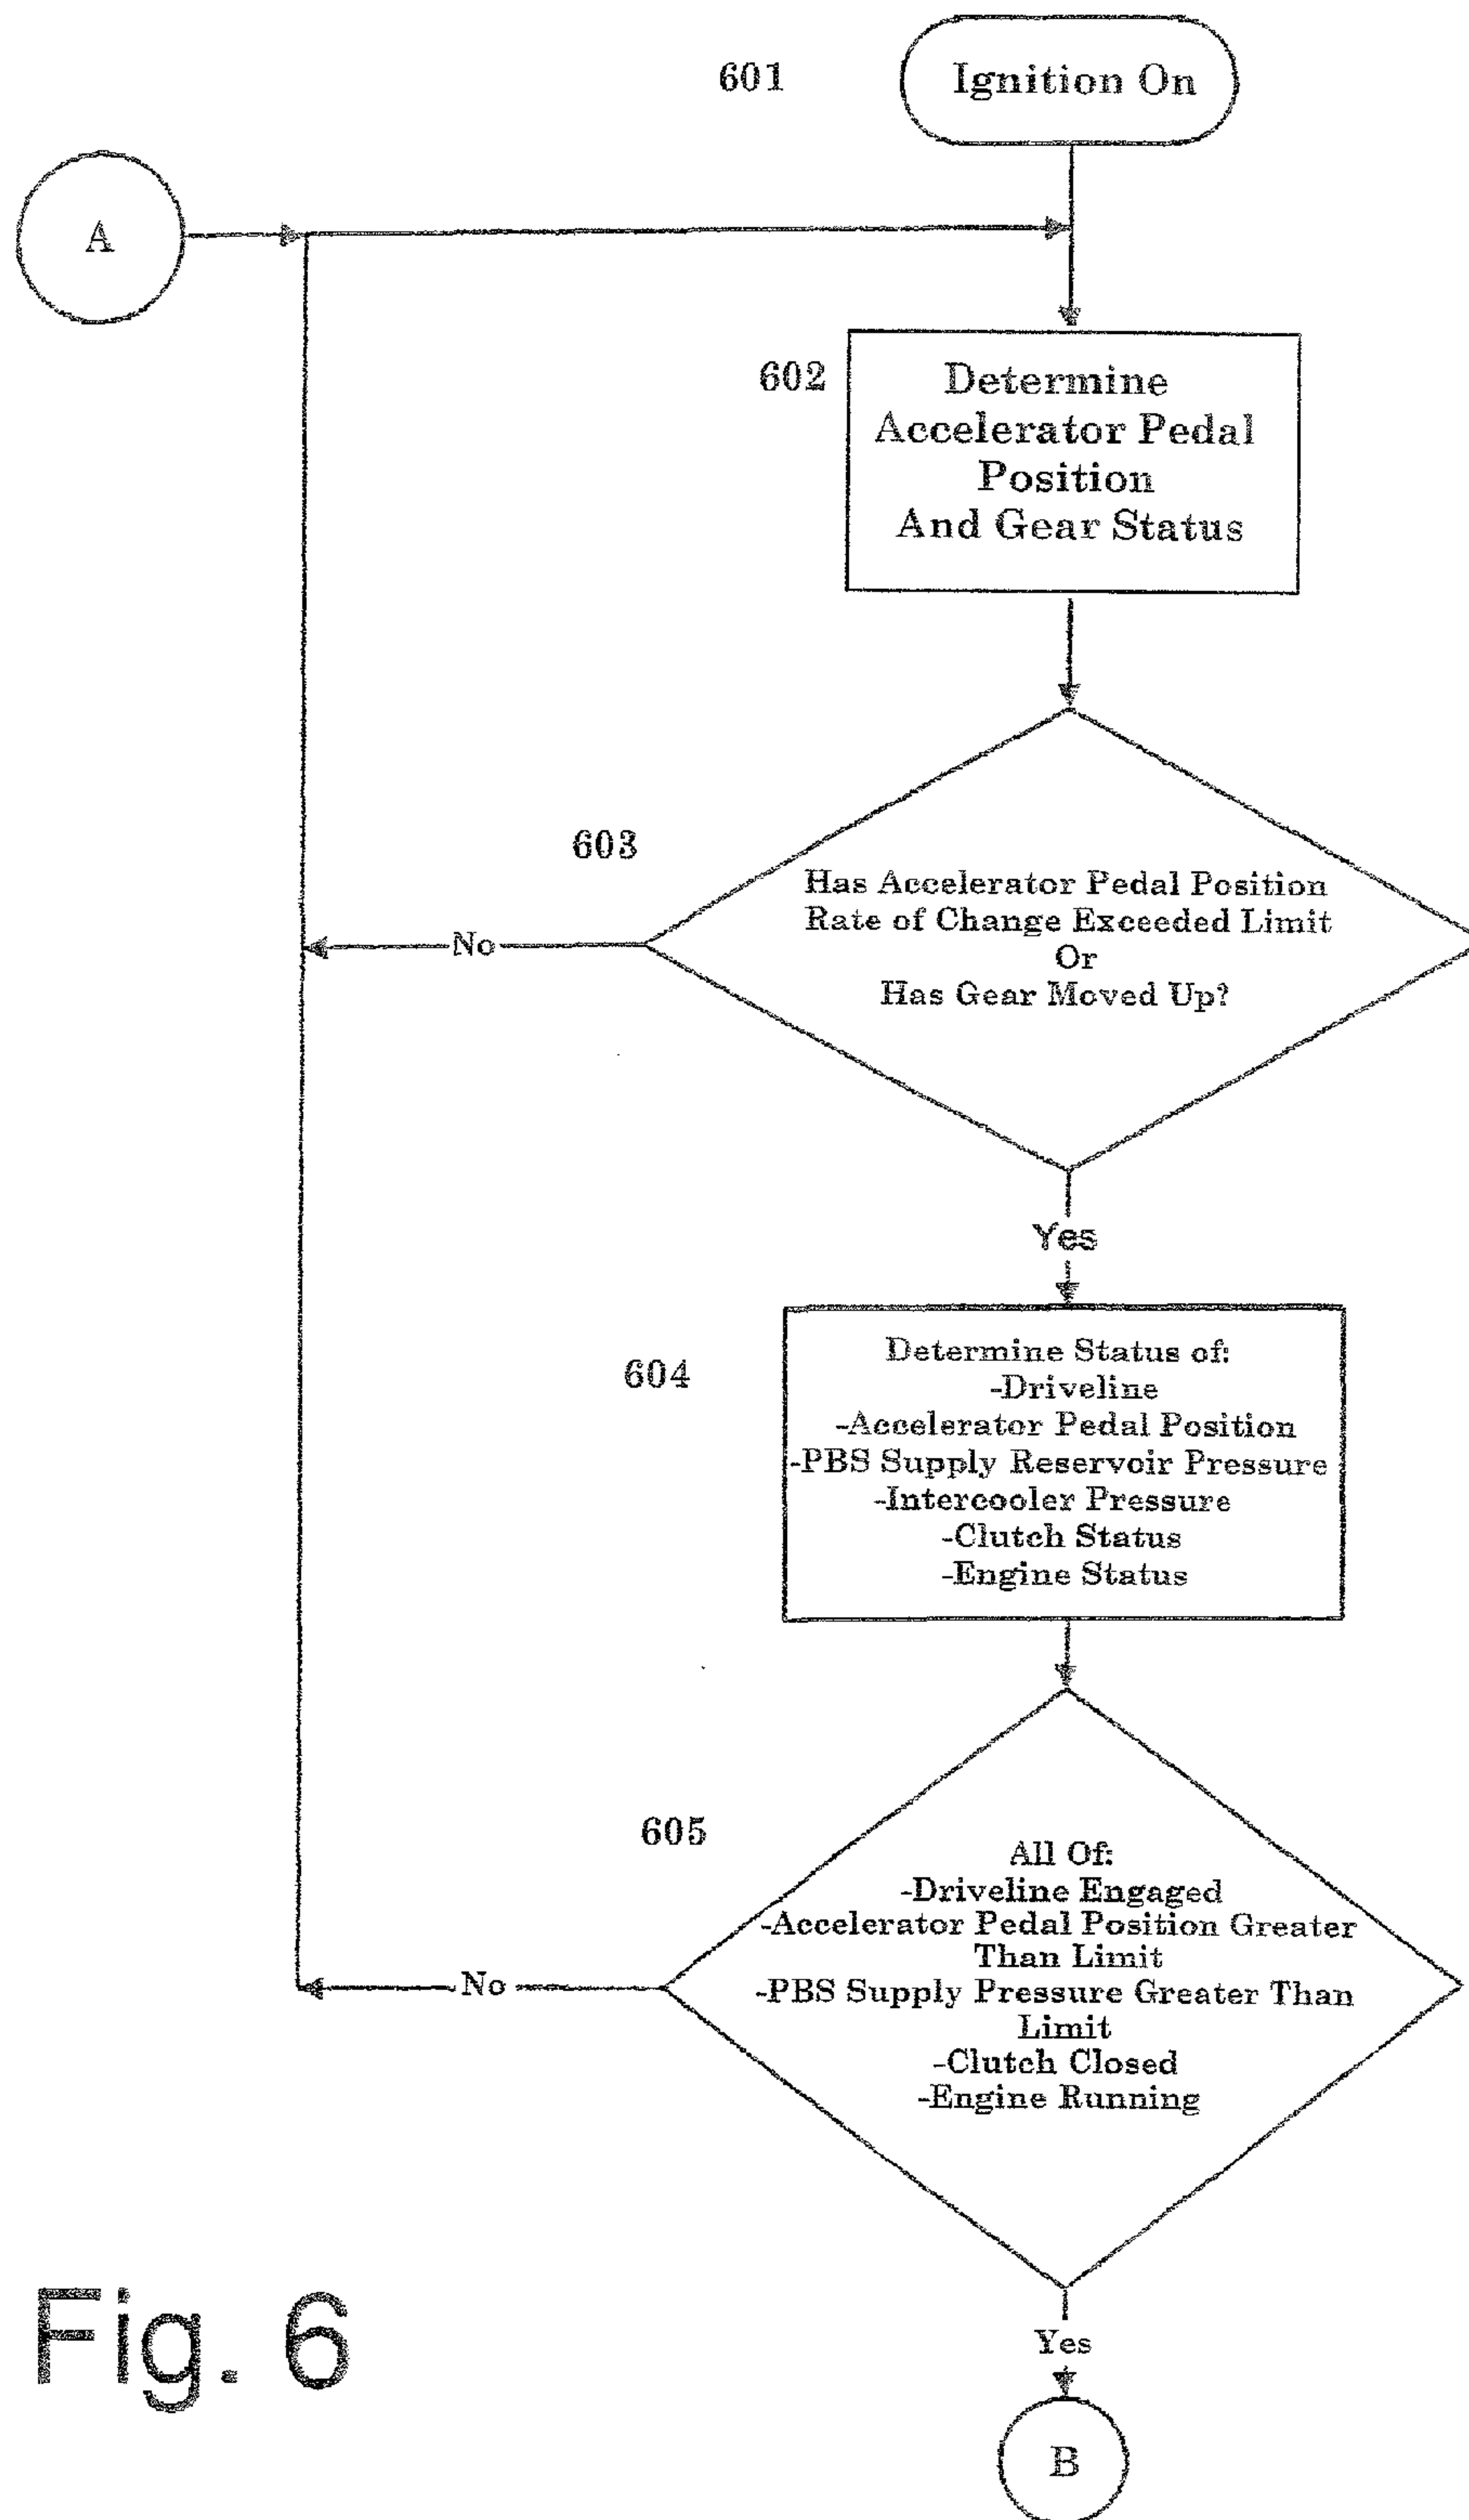 601
Ignition On
A
602
Determine
Accelerator Pedal
Position
And Gear Status
603
Has Accelerator Pedal Position
Rate of Change Exceeded Limit
Or
Has Gear Moved Up?
No
Yes
604
Determine Status of:
-Driveline
-Accelerator Pedal Position
-PBS Supply Reservoir Pressure
-Intercooler Pressure
-Clutch Status
-Engine Status
605
All Of:
-Driveline Engaged
-Accelerator Pedal Position Greater
Than Limit
-PBS Supply Pressure Greater Than
Limit
-Clutch Closed
-Engine Running
No
Yes
B
Fig. 6